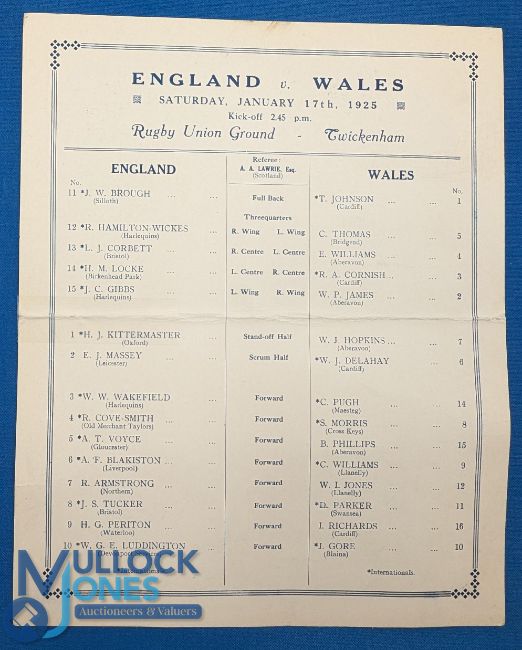 ENGLAND v. WALES
SATURDAY, JANUARY 17th, 1925
Kick-off 2.45 p.m.
Rugby Union Ground - Twickenham
ENGLAND
Referee:
A. A. LAWRIE, Esq.
(Scotland)
WALES
No.
No.
11 *J. W. BROUGH ... ... Full Back *T. JOHNSON ... ... 1
(Silloth) (Cardiff)
Threequarters
12 *R. HAMILTON-WICKES ... R. Wing L. Wing C. THOMAS ... ... 5
(Harlequins) (Bridgend)
13 *L. J. CORBETT ... ... R. Centre L. Centre E. WILLIAMS ... ... 4
(Bristol) (Aberavon)
14 *H. M. LOCKE ... ... L. Centre R. Centre *R. A. CORNISH ... ... 3
(Birkenhead Park) (Cardiff)
15 *J. C. GIBBS ... ... L. Wing R. Wing W. P. JAMES ... ... 2
(Harlequins) (Aberavon)
1 *H. J. KITTERMASTER ... Stand-off Half W. J. HOPKINS ... ... 7
(Oxford) (Aberavon)
2 E. J. MASSEY ... ... Scrum Half *W. J. DELAHAY ... 6
(Leicester) (Cardiff)
3 *W. W. WAKEFIELD ... Forward *C. PUGH ... ... 14
(Harlequins) (Maesteg)
4 *R. COVE-SMITH ... ... Forward *S. MORRIS ... ... 8
(Old Merchant Taylors) (Cross Keys)
5 *A. T. VOYCE ... ... Forward B. PHILLIPS ... ... 15
(Gloucester) (Aberavon)
6 *A. F. BLAKISTON ... ... Forward *C. WILLIAMS ... ... 9
(Liverpool) (Llanelly)
7 R. ARMSTRONG ... ... Forward W. I. JONES ... ... 12
(Northern) (Llanelly)
8 *J. S. TUCKER ... ... Forward *D. PARKER ... ... 11
(Bristol) (Swansea)
9 H. G. PERITON ... ... Forward I. RICHARDS ... ... 16
(Waterloo) (Cardiff)
10 *W. G. E. LUDDINGTON ... Forward *J. GORE ... ... 10
(Blaina)
*Internationals. *Internationals.
MULLOCK
JONES
Auctioneers & Valuers